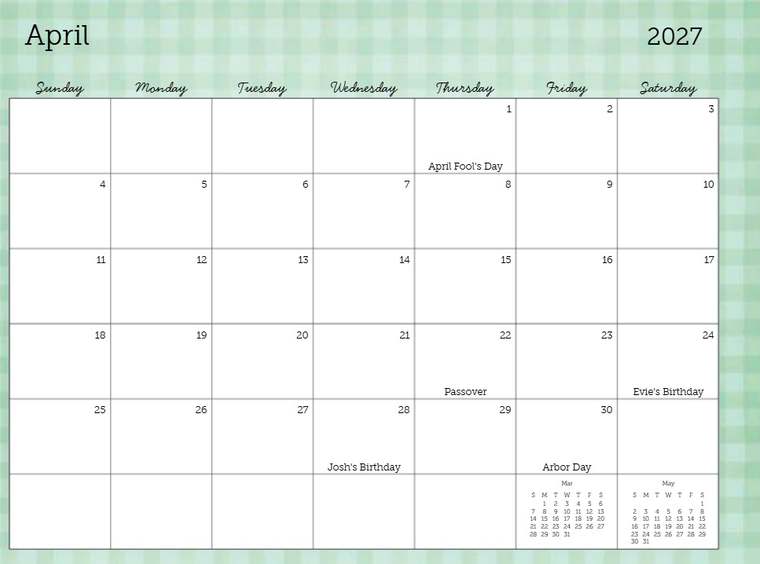 April 2027
Sunday Monday Tuesday Wednesday Thursday Friday Saturday
1 2 3
April Fool's Day
4 5 6 7 8 9 10
11 12 13 14 15 16 17
18 19 20 21 22 23 24
Passover Evie's Birthday
25 26 27 28 29 30
Josh's Birthday Arbor Day
Mar
S M T W T F S
1 2 3 4 5 6
7 8 9 10 11 12 13
14 15 16 17 18 19 20
21 22 23 24 25 26 27
28 29 30 31
May
S M T W T F S
1
2 3 4 5 6 7 8
9 10 11 12 13 14 15
16 17 18 19 20 21 22
23 24 25 26 27 28 29
30 31